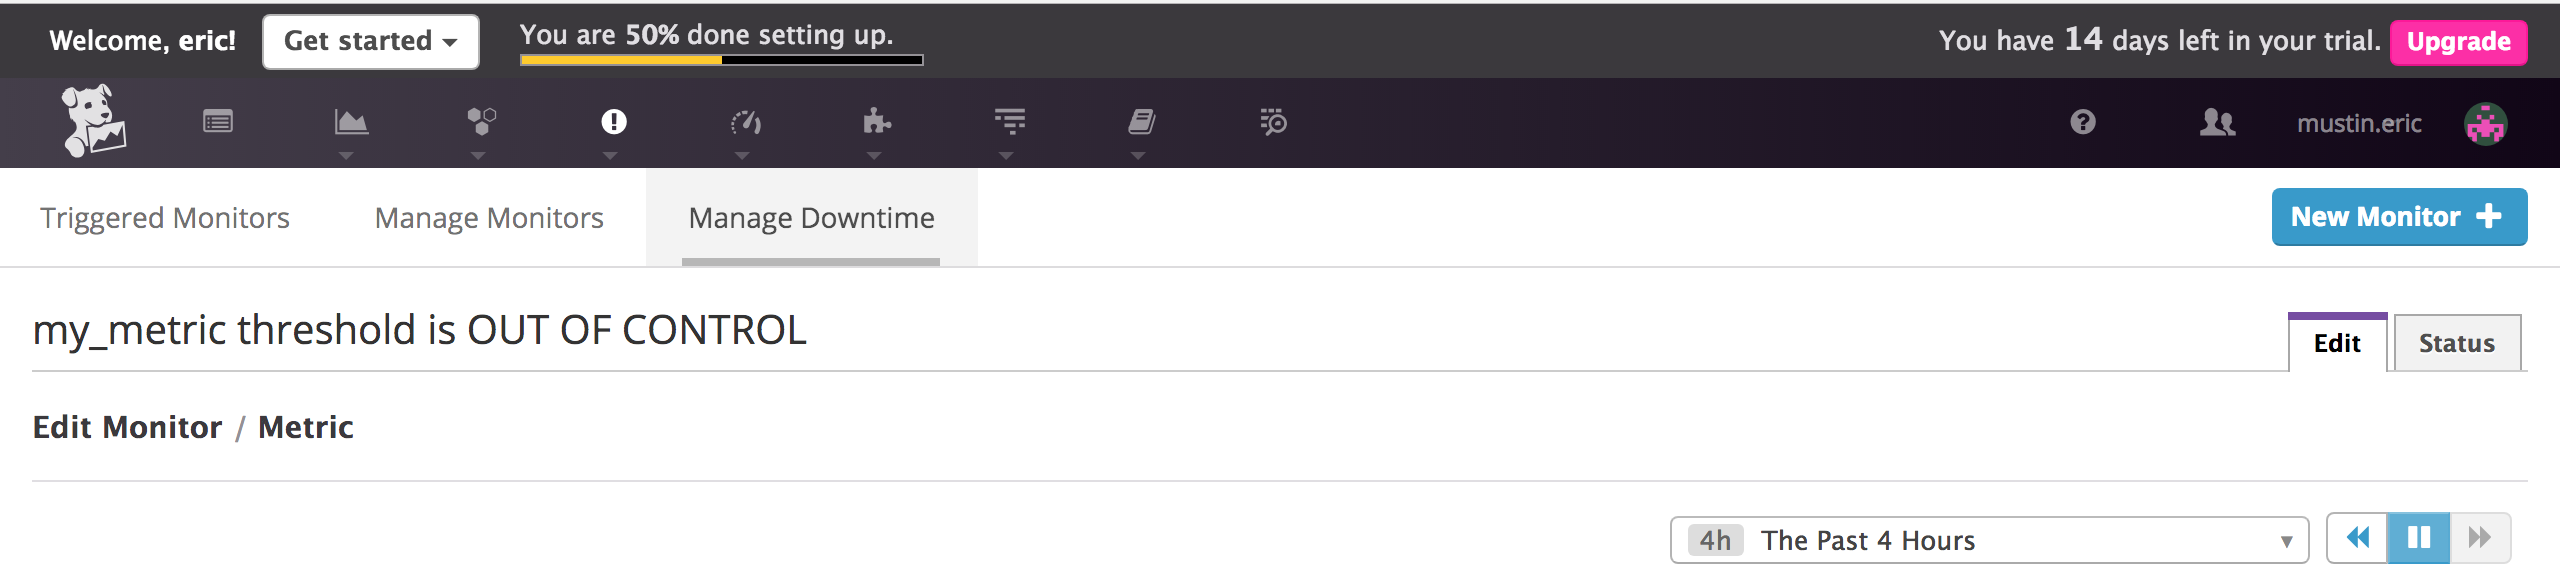 Welcome, eric! Get started You are 50% done setting up. You have 14 days left in your trial. Upgrade
mustin.eric
Triggered Monitors Manage Monitors Manage Downtime New Monitor +
my_metric threshold is OUT OF CONTROL
Edit Status
Edit Monitor / Metric
4h The Past 4 Hours